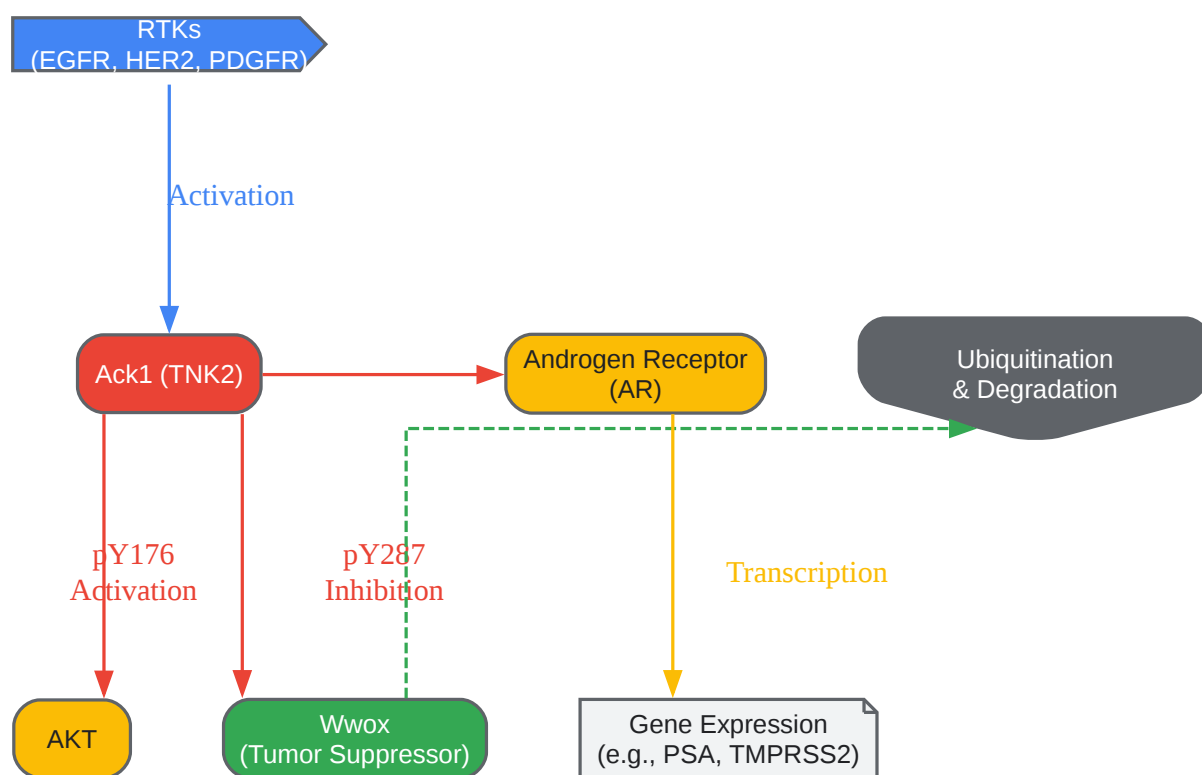 RTKs
(EGFR, HER2, PDGFR)
Activation
Ack1 (TNK2)
Androgen Receptor
(AR)
Ubiquitination
& Degradation
pY176
Activation
pY287
Inhibition
Transcription
AKT
Wwox
(Tumor Suppressor)
Gene Expression
(e.g., PSA, TMPRSS2)